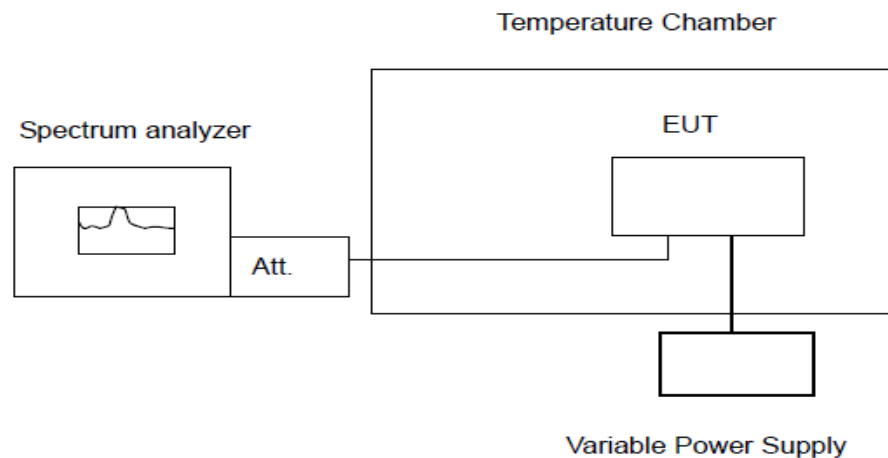 Temperature Chamber
Spectrum analyzer
EUT
Att.
Variable Power Supply